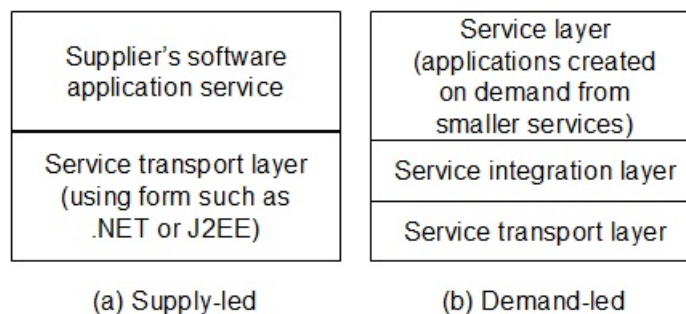 Supplier's software
application service
Service transport layer
(using form such as
.NET or J2EE)
(a) Supply-led
Service layer
(applications created
on demand from
smaller services)
Service integration layer
Service transport layer
(b) Demand-led